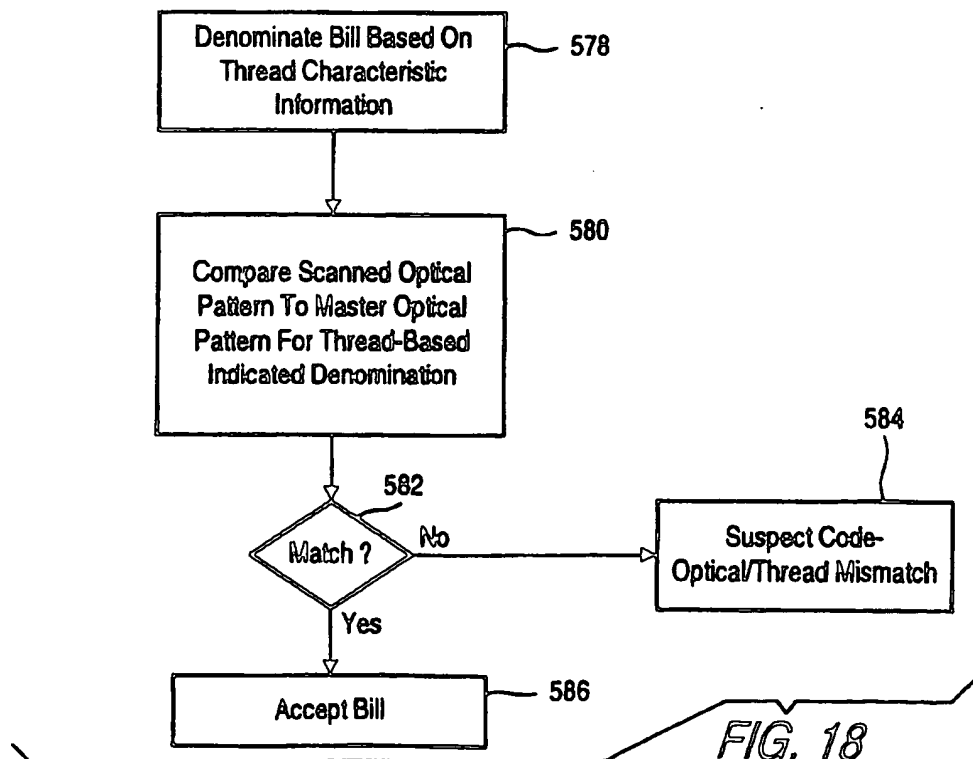 Denominate Bill Based On
Thread Characteristic
Information
578
Compare Scanned Optical
Pattern To Master Optical
Pattern For Thread-Based
Indicated Denomination
580
582
Match ?
No
584
Suspect Code-
Optical/Thread Mismatch
Yes
Accept Bill
586
FIG. 18